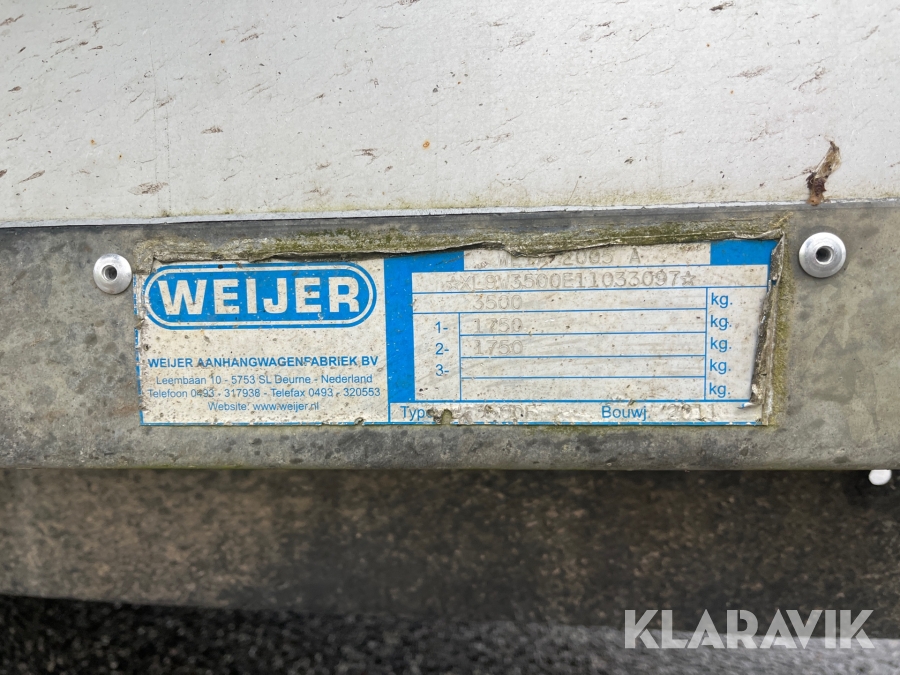 WEIJER
WEIJER AANHANGWAGENFABRIEK BV
Leembaan 10 - 5753 SL Deurne - Nederland
Telefoon 0493 - 317938 - Telefax 0493 - 320553
Website: www.weijer.nl
2005 A
XL9W3500E11033097★
3500 kg.
1- 1750 kg.
2- 1750 kg.
3- kg.
kg.
Type Bouwj. 2011
KLARAVIK